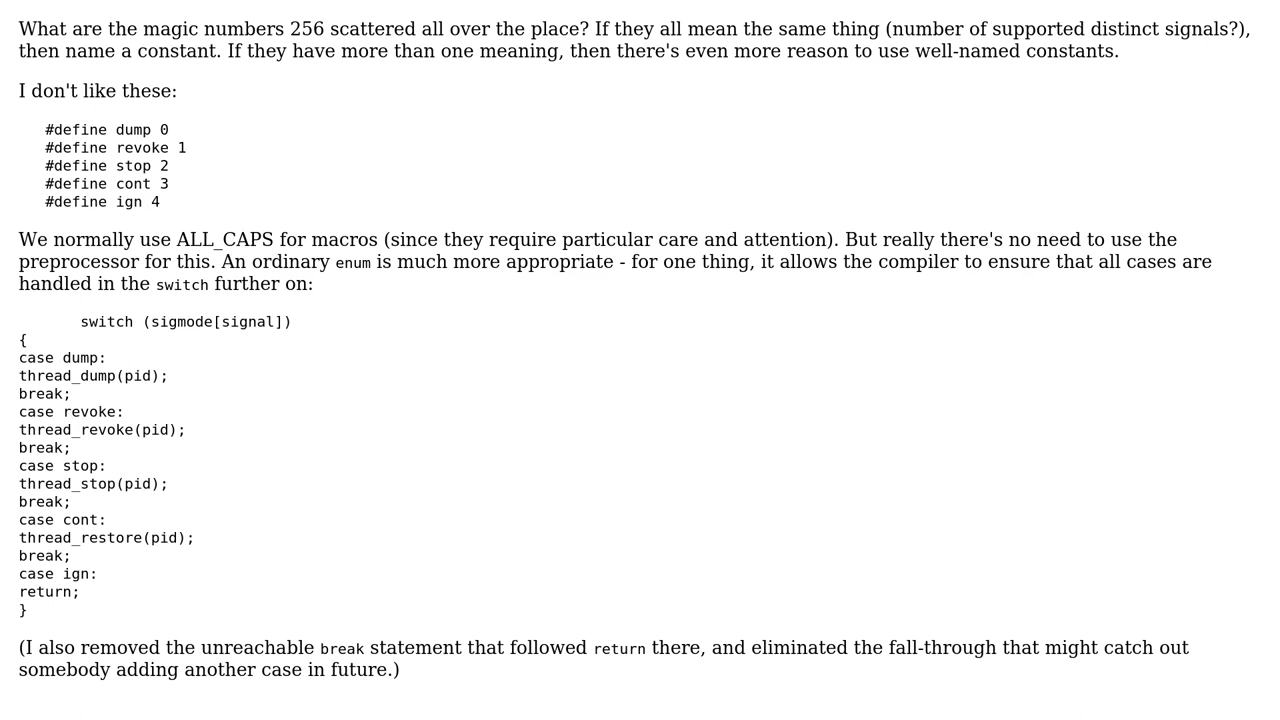 What are the magic numbers 256 scattered all over the place? If they all mean the same thing (number of supported distinct signals?),
then name a constant. If they have more than one meaning, then there's even more reason to use well-named constants.
I don't like these:
#define dump 0
#define revoke 1
#define stop 2
#define cont 3
#define ign 4
We normally use ALL_CAPS for macros (since they require particular care and attention). But really there's no need to use the
preprocessor for this. An ordinary enum is much more appropriate - for one thing, it allows the compiler to ensure that all cases are
handled in the switch further on:
switch (sigmode[signal])
{
case dump:
thread_dump(pid);
break;
case revoke:
thread_revoke(pid);
break;
case stop:
thread_stop(pid);
break;
case cont:
thread_restore(pid);
break;
case ign:
return;
}
(I also removed the unreachable break statement that followed return there, and eliminated the fall-through that might catch out
somebody adding another case in future.)